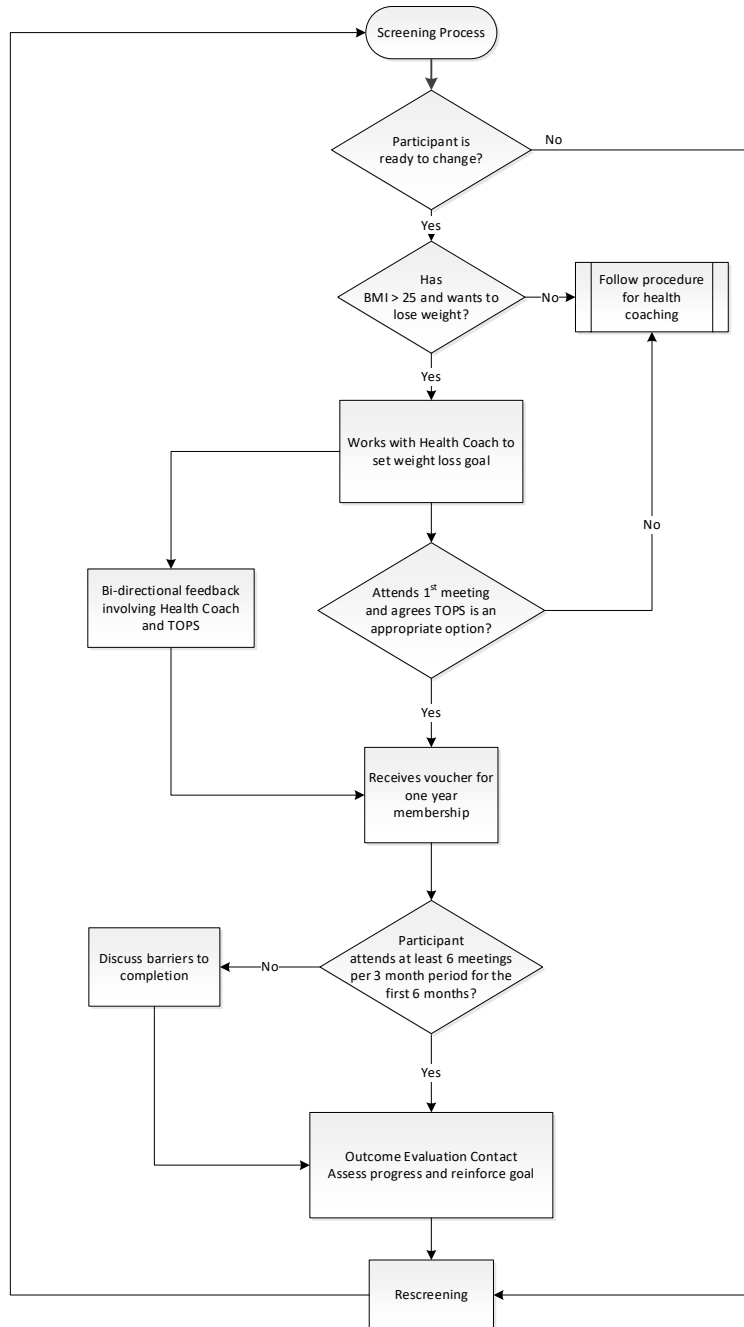 Screening Process
Participant is
ready to change?
No
Yes
Has
BMI > 25 and wants to
lose weight?
No
Follow procedure
for health
coaching
Yes
Works with Health Coach to
set weight loss goal
No
Bi-directional feedback
involving Health Coach
and TOPS
Attends 1st meeting
and agrees TOPS is an
appropriate option?
Yes
Receives voucher for
one year
membership
Participant
attends at least 6 meetings
per 3 month period for the
first 6 months?
No
Discuss barriers to
completion
Yes
Outcome Evaluation Contact
Assess progress and reinforce goal
Rescreening